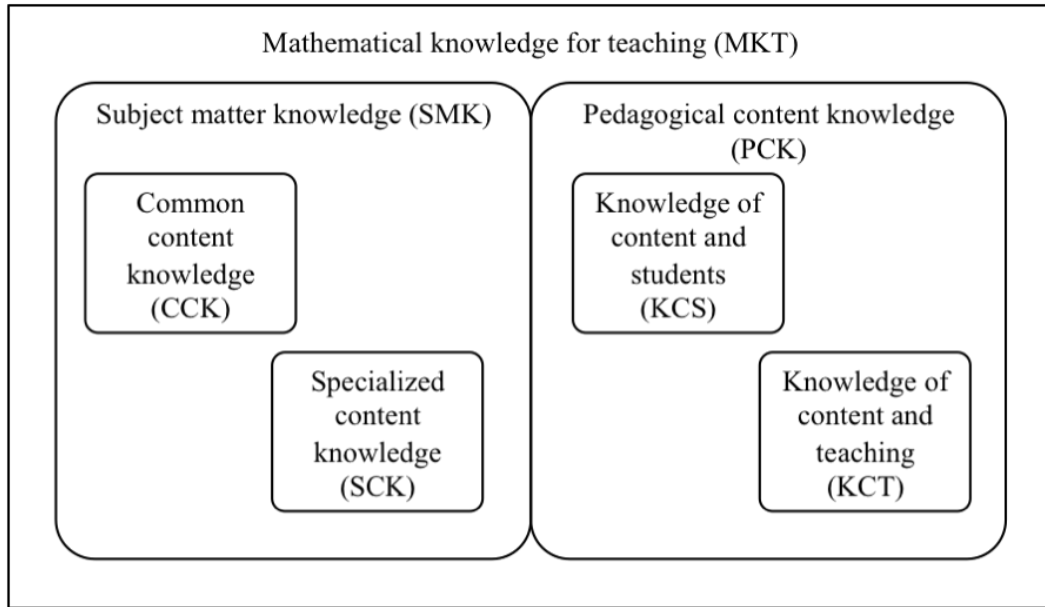 Mathematical knowledge for teaching (MKT)
Subject matter knowledge (SMK)
Common
content
knowledge
(CCK)
Specialized
content
knowledge
(SCK)
Pedagogical content knowledge
(PCK)
Knowledge of
content and
students
(KCS)
Knowledge of
content and
teaching
(KCT)